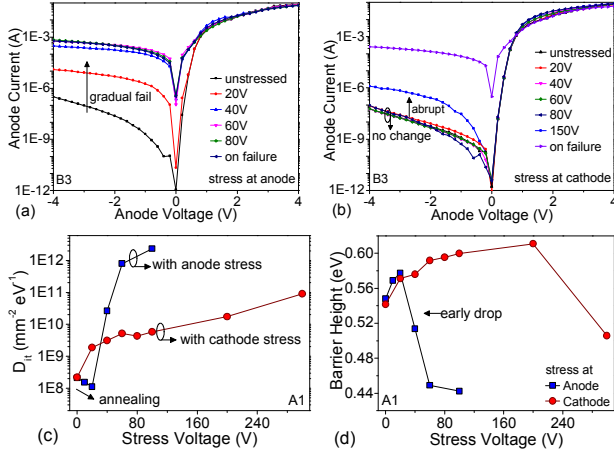 (a)
Anode Current (A)
1E-3
1E-6
1E-9
1E-12
gradual fail
unstressed
20V
40V
60V
80V
on failure
B3
stress at anode
-4 -2 0 2 4
Anode Voltage (V)
(b)
Anode Current (A)
1E-3
1E-6
1E-9
1E-12
abrupt
no change
unstressed
20V
40V
60V
80V
150V
on failure
B3
stress at cathode
-4 -2 0 2 4
Anode Voltage (V)
(c)
Dit (mm-2 eV-1)
1E12
1E11
1E10
1E9
1E8
with anode stress
with cathode stress
annealing
A1
0 80 160 240
Stress Voltage (V)
(d)
Barrier Height (eV)
0.60
0.52
0.44
early drop
stress at
Anode
Cathode
A1
0 80 160 240
Stress Voltage (V)